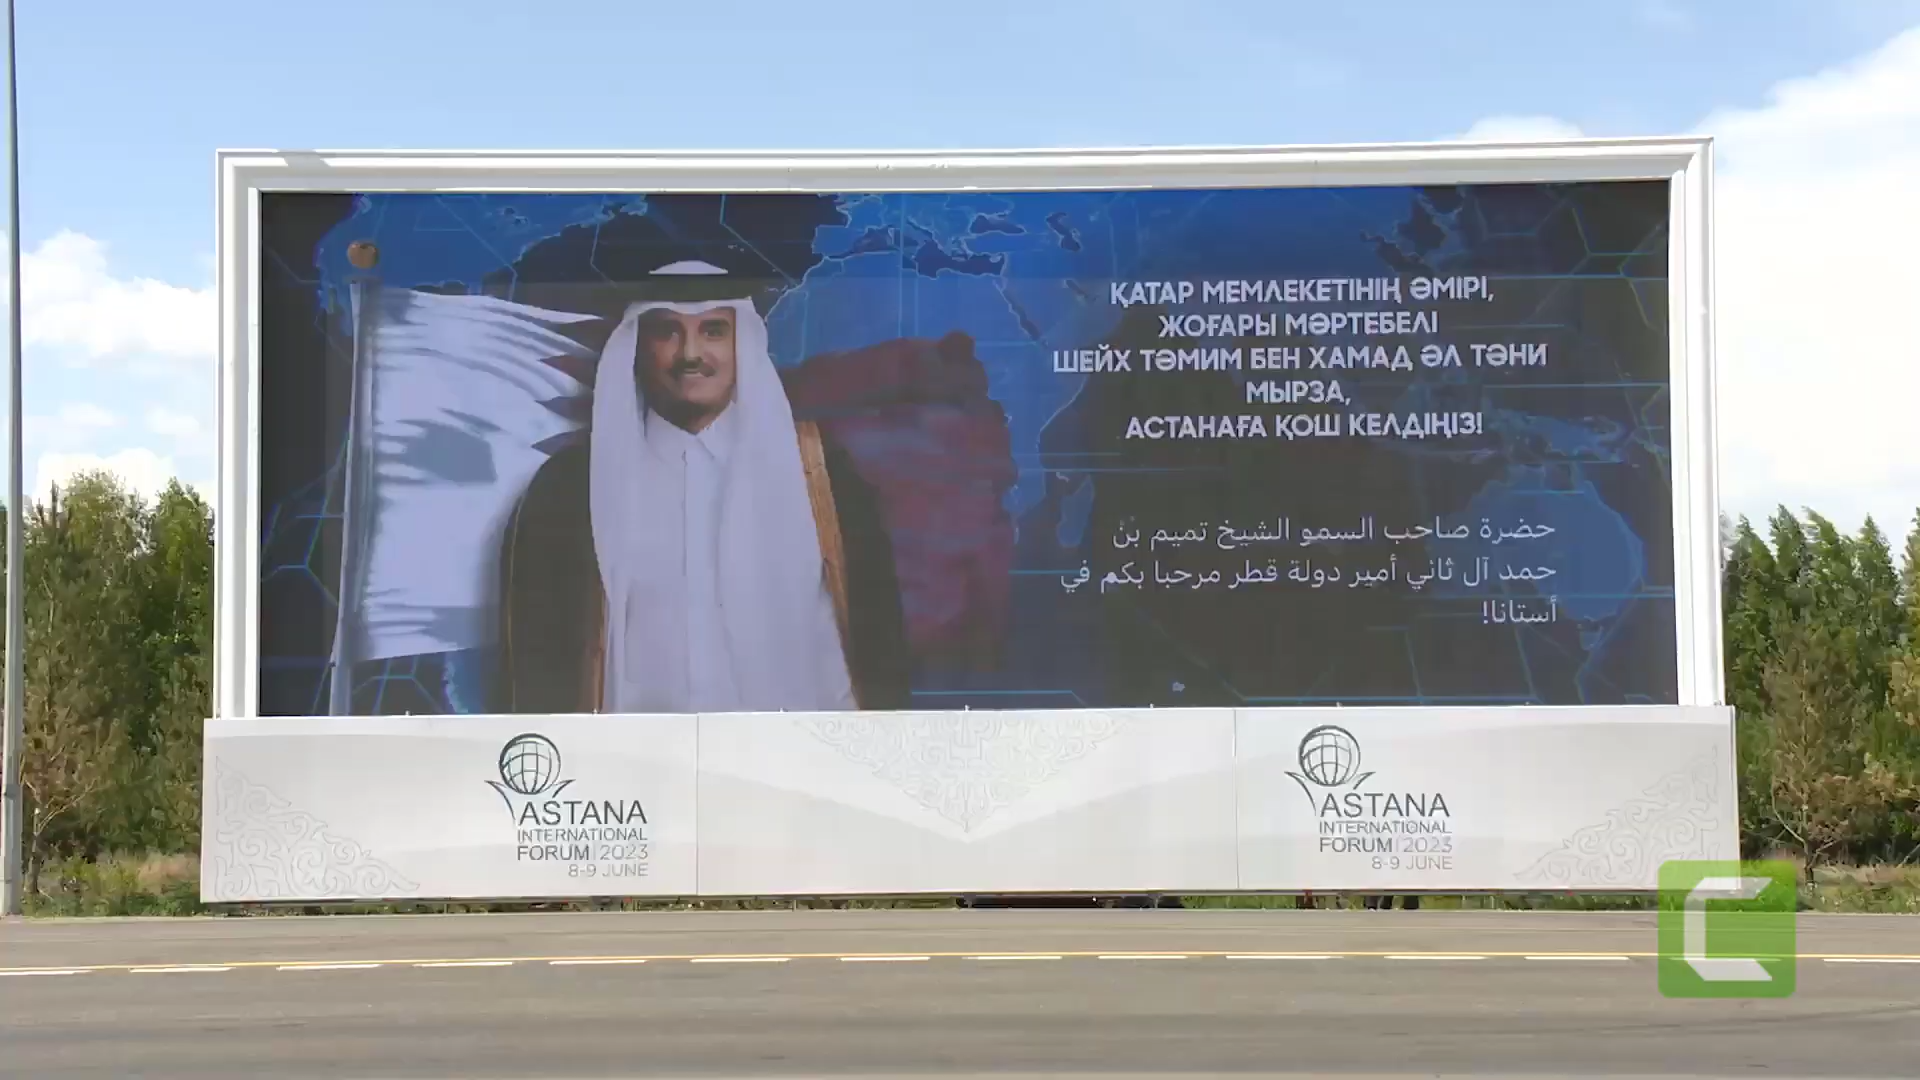 ҚАТАР МЕМЛЕКЕТІНІҢ ӘМІРІ,
ЖОҒАРЫ МӘРТЕБЕЛІ
ШЕЙХ ТӘМИМ БЕН ХАМАД ӘЛ ТӘНИ
МЫРЗА,
АСТАНАҒА ҚОШ КЕЛДІҢІЗ!
حضرة صاحب السمو الشيخ تميم بنْ
حمد آل ثاني أمير دولة قطر مرحبا بكم في
أستانا!
ASTANA
INTERNATIONAL
FORUM 2023
8-9 JUNE
ASTANA
INTERNATIONAL
FORUM 2023
8-9 JUNE